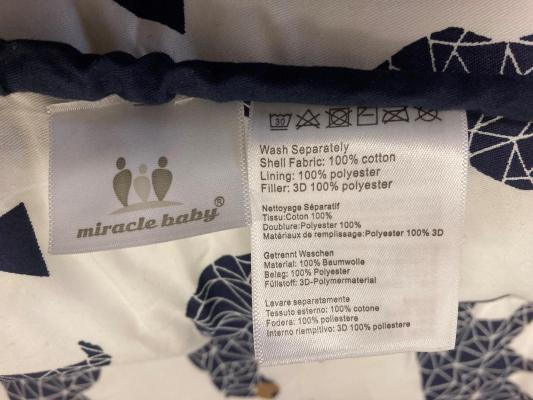 miracle baby®
30
Wash Separately
Shell Fabric: 100% cotton
Lining: 100% polyester
Filler: 3D 100% polyester
Nettoyage Séparatif
Tissu:Coton 100%
Doublure:Polyester 100%
Matériaux de remplissage:Polyester 100% 3D
Getrennt Waschen
Material: 100% Baumwolle
Belag: 100% Polyester
Füllstoff: 3D-Polymermaterial
Lavare separatamente
Tessuto esterno: 100% cotone
Fodera: 100% poliestere
Interno riempitivo: 3D 100% poliestere